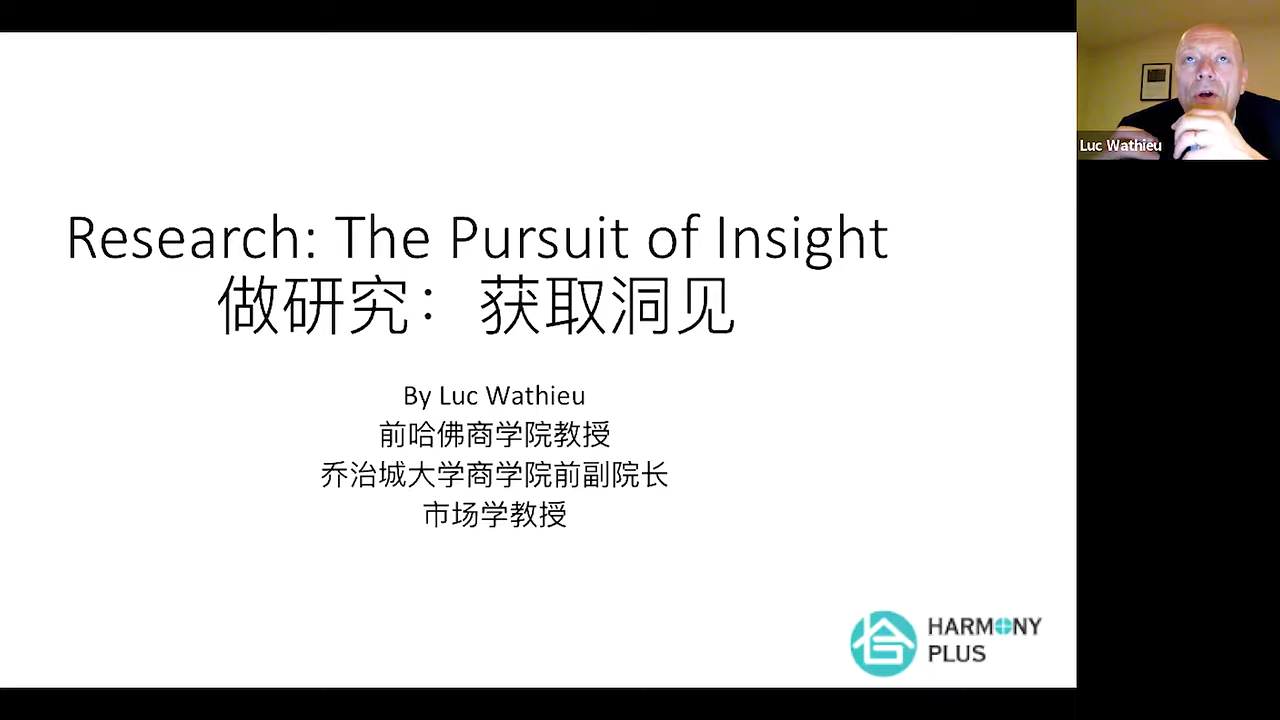 Research: The Pursuit of Insight
做研究：获取洞见
By Luc Wathieu
前哈佛商学院教授
乔治城大学商学院前副院长
市场学教授
HARMONY
PLUS
Luc Wathieu